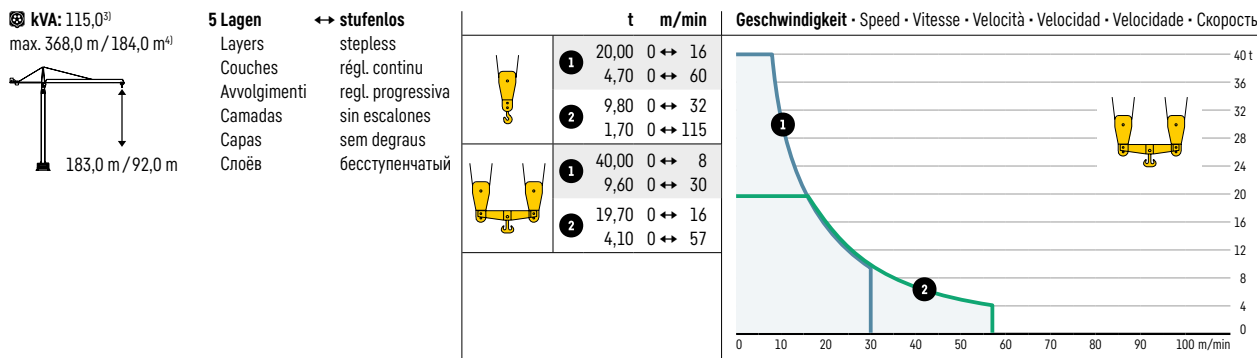 kVA: 115,0³⁾
max. 368,0 m / 184,0 m⁴⁾
183,0 m / 92,0 m
5 Lagen ↔ stufenlos
Layers stepless
Couches régl. continu
Avvolgimenti regl. progressiva
Camadas sin escalones
Capas sem degraus
Слоёв бесступенчатый
t m/min
1 20,00 0 ↔ 16
4,70 0 ↔ 60
2 9,80 0 ↔ 32
1,70 0 ↔ 115
1 40,00 0 ↔ 8
9,60 0 ↔ 30
2 19,70 0 ↔ 16
4,10 0 ↔ 57
Geschwindigkeit · Speed · Vitesse · Velocità · Velocidad · Velocidade · Скорость
40 t
36
32
28
24
20
16
12
8
4
0
1
2
0 10 20 30 40 50 60 70 80 90 100 m/min